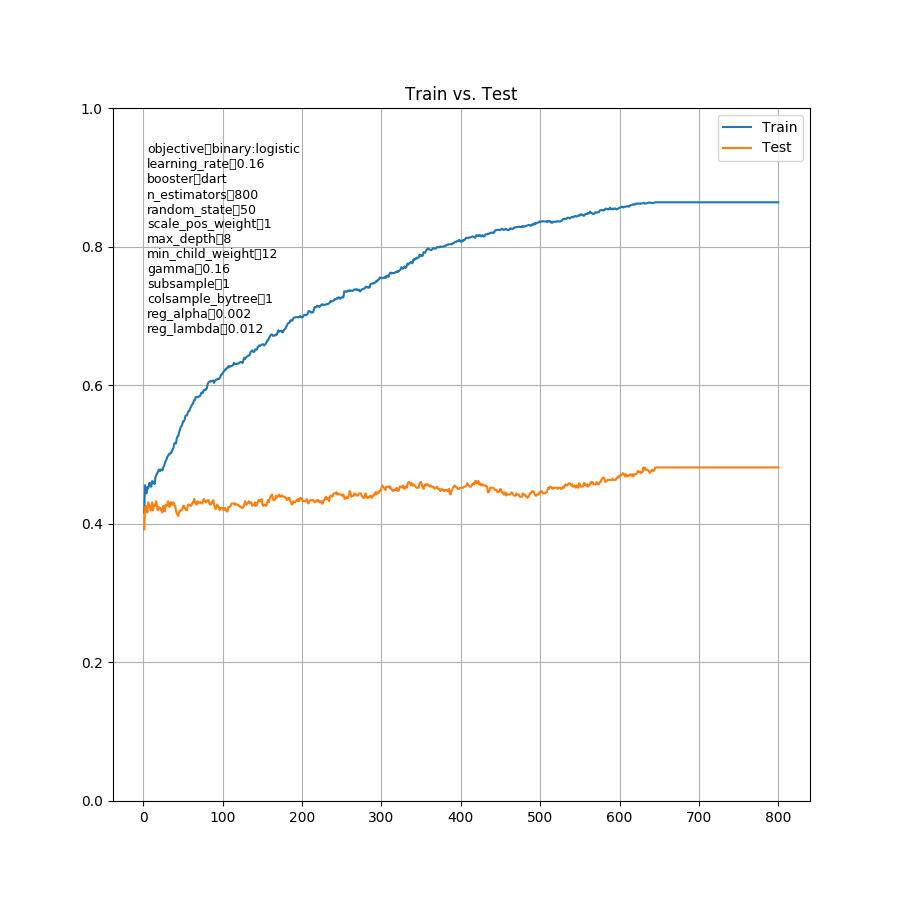 Train vs. Test
1.0
0.8
0.6
0.4
0.2
0.0
Train
Test
objective▯binary:logistic
learning_rate▯0.16
booster▯dart
n_estimators▯800
random_state▯50
scale_pos_weight▯1
max_depth▯8
min_child_weight▯12
gamma▯0.16
subsample▯1
colsample_bytree▯1
reg_alpha▯0.002
reg_lambda▯0.012
0 100 200 300 400 500 600 700 800